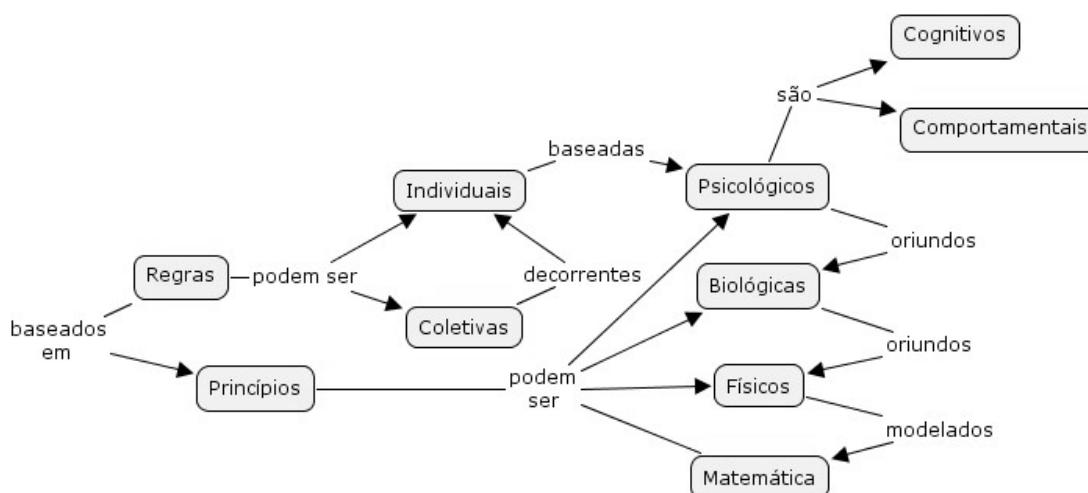 Cognitivos
são
Comportamentais
baseadas
Individuais
Psicológicos
oriundos
Regras
podem ser
decorrentes
Biológicas
Coletivas
baseados
em
oriundos
Princípios
podem
ser
Físicos
modelados
Matemática